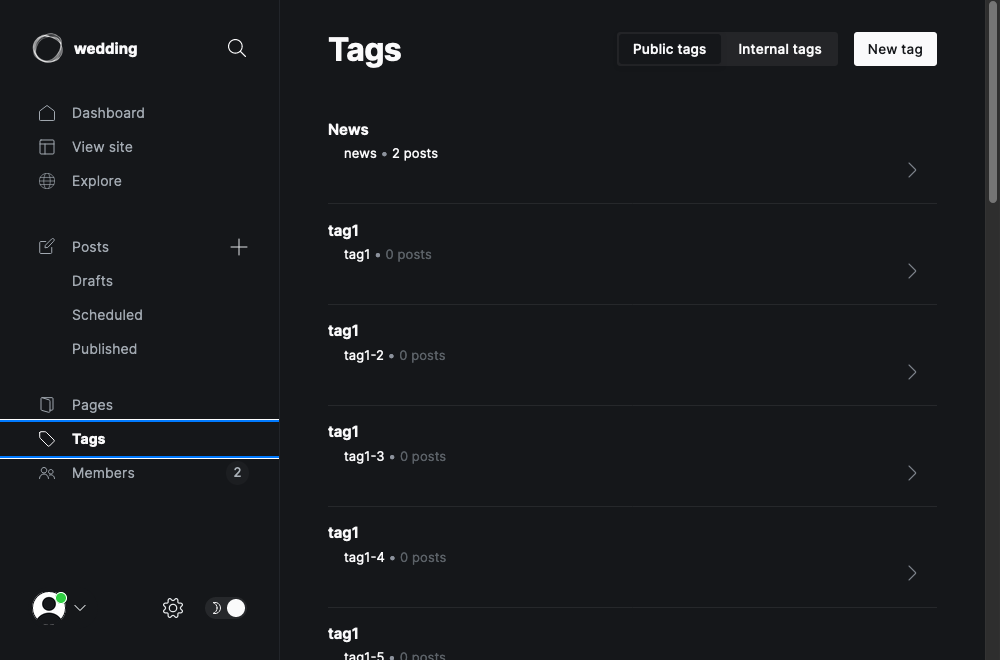 wedding
Dashboard
View site
Explore
Posts
Drafts
Scheduled
Published
Pages
Tags
Members 2
Tags
Public tags Internal tags New tag
News
news • 2 posts
tag1
tag1 • 0 posts
tag1
tag1-2 • 0 posts
tag1
tag1-3 • 0 posts
tag1
tag1-4 • 0 posts
tag1
tag1-5 • 0 posts